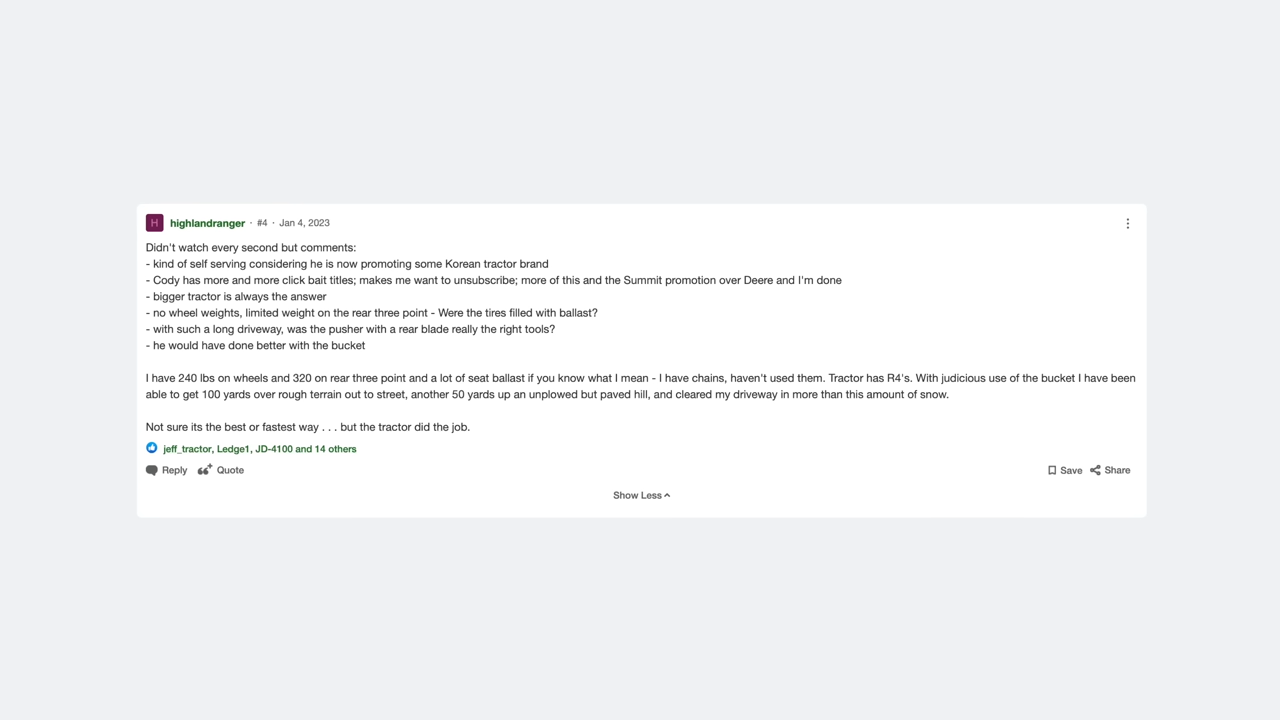 H highlandranger · #4 · Jan 4, 2023
Didn't watch every second but comments:
- kind of self serving considering he is now promoting some Korean tractor brand
- Cody has more and more click bait titles; makes me want to unsubscribe; more of this and the Summit promotion over Deere and I'm done
- bigger tractor is always the answer
- no wheel weights, limited weight on the rear three point - Were the tires filled with ballast?
- with such a long driveway, was the pusher with a rear blade really the right tools?
- he would have done better with the bucket
I have 240 lbs on wheels and 320 on rear three point and a lot of seat ballast if you know what I mean - I have chains, haven't used them. Tractor has R4's. With judicious use of the bucket I have been
able to get 100 yards over rough terrain out to street, another 50 yards up an unplowed but paved hill, and cleared my driveway in more than this amount of snow.
Not sure its the best or fastest way . . . but the tractor did the job.
jeff_tractor, Ledge1, JD-4100 and 14 others
Reply Quote Save Share
Show Less